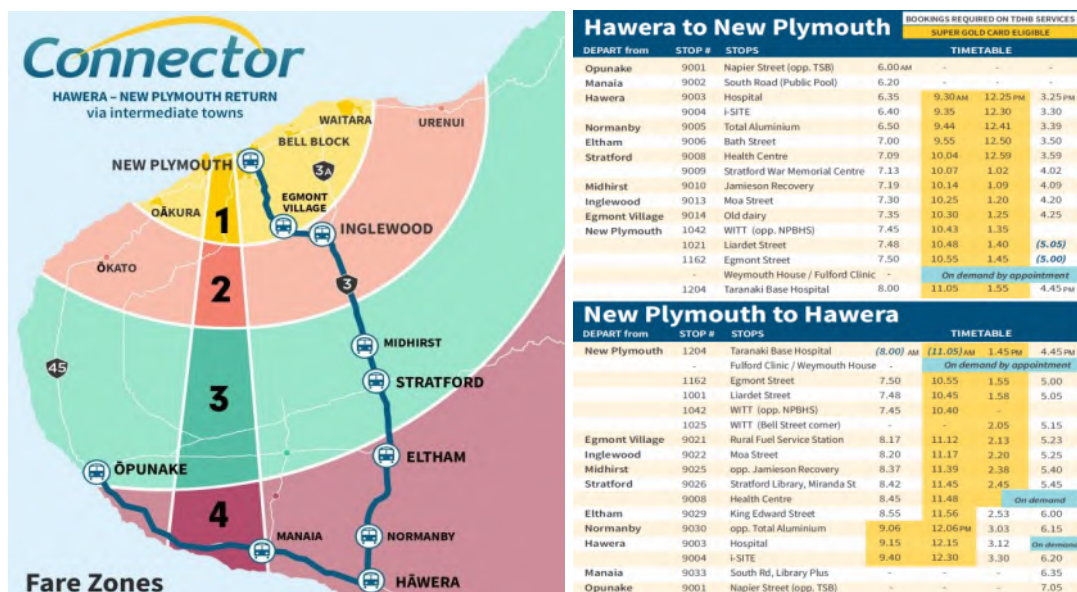 Connector
HAWERA – NEW PLYMOUTH RETURN
via intermediate towns
WAITARA
URENUI
BELL BLOCK
NEW PLYMOUTH
3A
EGMONT
VILLAGE
OĀKURA
1
INGLEWOOD
ŌKATO
2
3
MIDHIRST
45
STRATFORD
3
ELTHAM
ŌPUNAKE
4
NORMANBY
MANAIA
HĀWERA
Fare Zones
Hawera to New Plymouth
BOOKINGS REQUIRED ON TDHB SERVICES
SUPER GOLD CARD ELIGIBLE
DEPART from STOP # STOPS TIMETABLE
Opunake 9001 Napier Street (opp. TSB) 6.00 AM - - -
Manaia 9002 South Road (Public Pool) 6.20 - - -
Hawera 9003 Hospital 6.35 9.30 AM 12.25 PM 3.25 PM
9004 i-SITE 6.40 9.35 12.30 3.30
Normanby 9005 Total Aluminium 6.50 9.44 12.41 3.39
Eltham 9006 Bath Street 7.00 9.55 12.50 3.50
Stratford 9008 Health Centre 7.09 10.04 12.59 3.59
9009 Stratford War Memorial Centre 7.13 10.07 1.02 4.02
Midhirst 9010 Jamieson Recovery 7.19 10.14 1.09 4.09
Inglewood 9013 Moa Street 7.30 10.25 1.20 4.20
Egmont Village 9014 Old dairy 7.35 10.30 1.25 4.25
New Plymouth 1042 WITT (opp. NPBHS) 7.45 10.43 1.35
1021 Liardet Street 7.48 10.48 1.40 (5.05)
1162 Egmont Street 7.50 10.55 1.45 (5.00)
- Weymouth House / Fulford Clinic - On demand by appointment
1204 Taranaki Base Hospital 8.00 11.05 1.55 4.45 PM
New Plymouth to Hawera
DEPART from STOP # STOPS TIMETABLE
New Plymouth 1204 Taranaki Base Hospital (8.00) AM (11.05) AM 1.45 PM 4.45 PM
- Fulford Clinic / Weymouth House - On demand by appointment
1162 Egmont Street 7.50 10.55 1.55 5.00
1001 Liardet Street 7.48 10.45 1.58 5.05
1042 WITT (opp. NPBHS) 7.45 10.40 -
1025 WITT (Bell Street corner) - - 2.05 5.15
Egmont Village 9021 Rural Fuel Service Station 8.17 11.12 2.13 5.23
Inglewood 9022 Moa Street 8.20 11.17 2.20 5.25
Midhirst 9025 opp. Jamieson Recovery 8.37 11.39 2.38 5.40
Stratford 9026 Stratford Library, Miranda St 8.42 11.45 2.45 5.45
9008 Health Centre 8.45 11.48 On demand
Eltham 9029 King Edward Street 8.55 11.56 2.53 6.00
Normanby 9030 opp. Total Aluminium 9.06 12.06 PM 3.03 6.15
Hawera 9003 Hospital 9.15 12.15 3.12 On demand
9004 i-SITE 9.40 12.30 3.30 6.20
Manaia 9033 South Rd, Library Plus - - - 6.35
Opunake 9001 Napier Street (opp. TSB) - - - 7.05